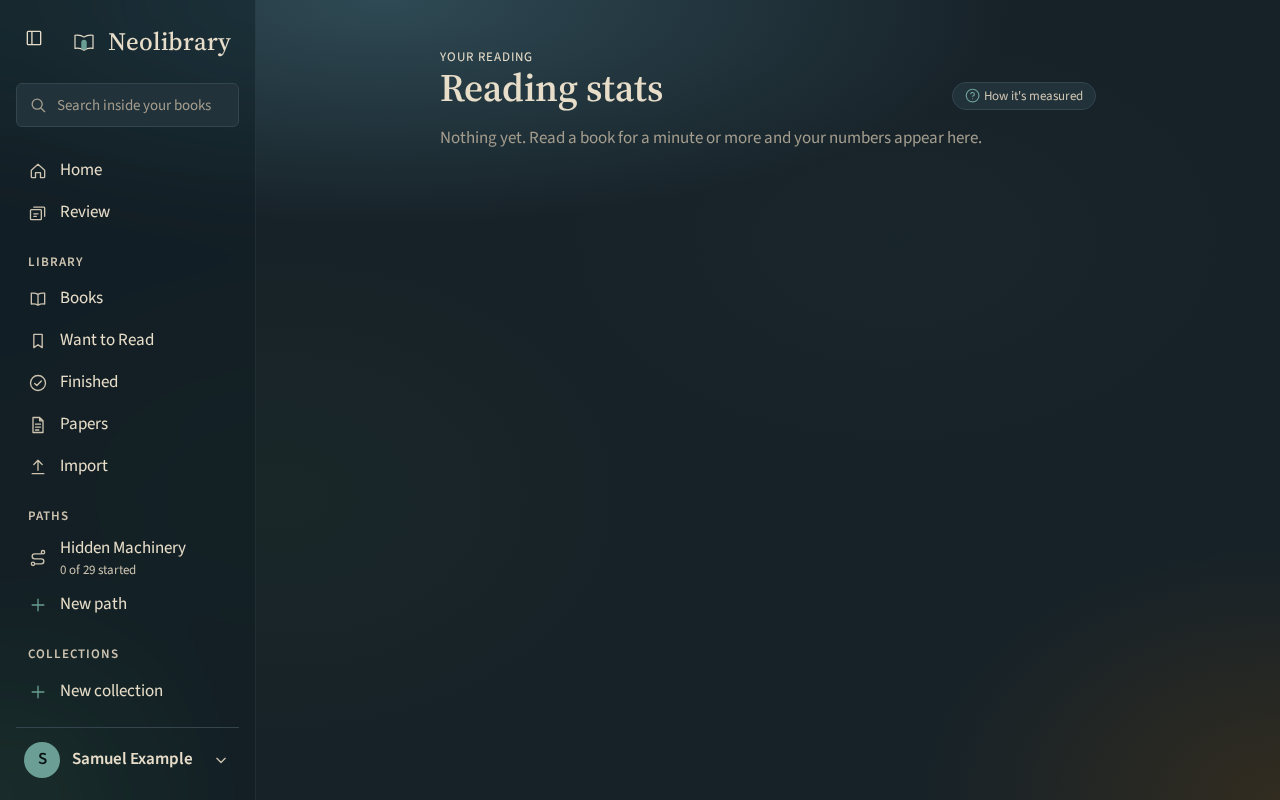 Neolibrary
Search inside your books
Home
Review
LIBRARY
Books
Want to Read
Finished
Papers
Import
PATHS
Hidden Machinery
0 of 29 started
New path
COLLECTIONS
New collection
S
Samuel Example
YOUR READING
Reading stats
How it's measured
Nothing yet. Read a book for a minute or more and your numbers appear here.